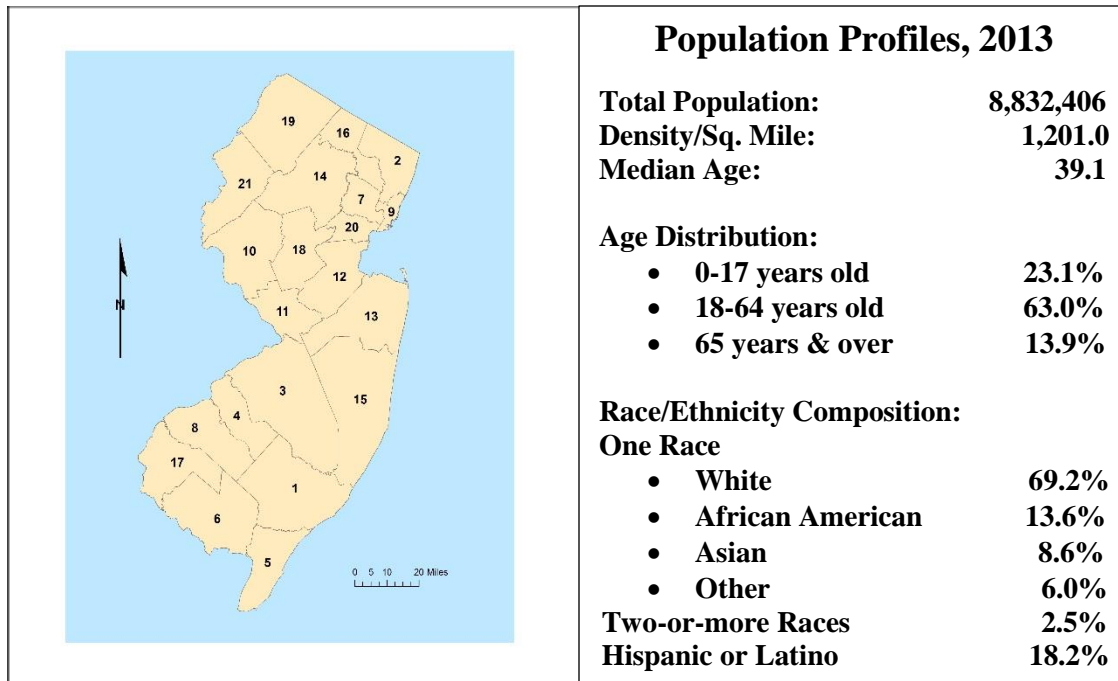 19
16
2
14
21
7
9
20
10
18
12
N
11
13
3
15
4
8
17
1
6
5
0 5 10 20 Miles
Population Profiles, 2013
Total Population: 8,832,406
Density/Sq. Mile: 1,201.0
Median Age: 39.1
Age Distribution:
• 0-17 years old 23.1%
• 18-64 years old 63.0%
• 65 years & over 13.9%
Race/Ethnicity Composition:
One Race
• White 69.2%
• African American 13.6%
• Asian 8.6%
• Other 6.0%
Two-or-more Races 2.5%
Hispanic or Latino 18.2%